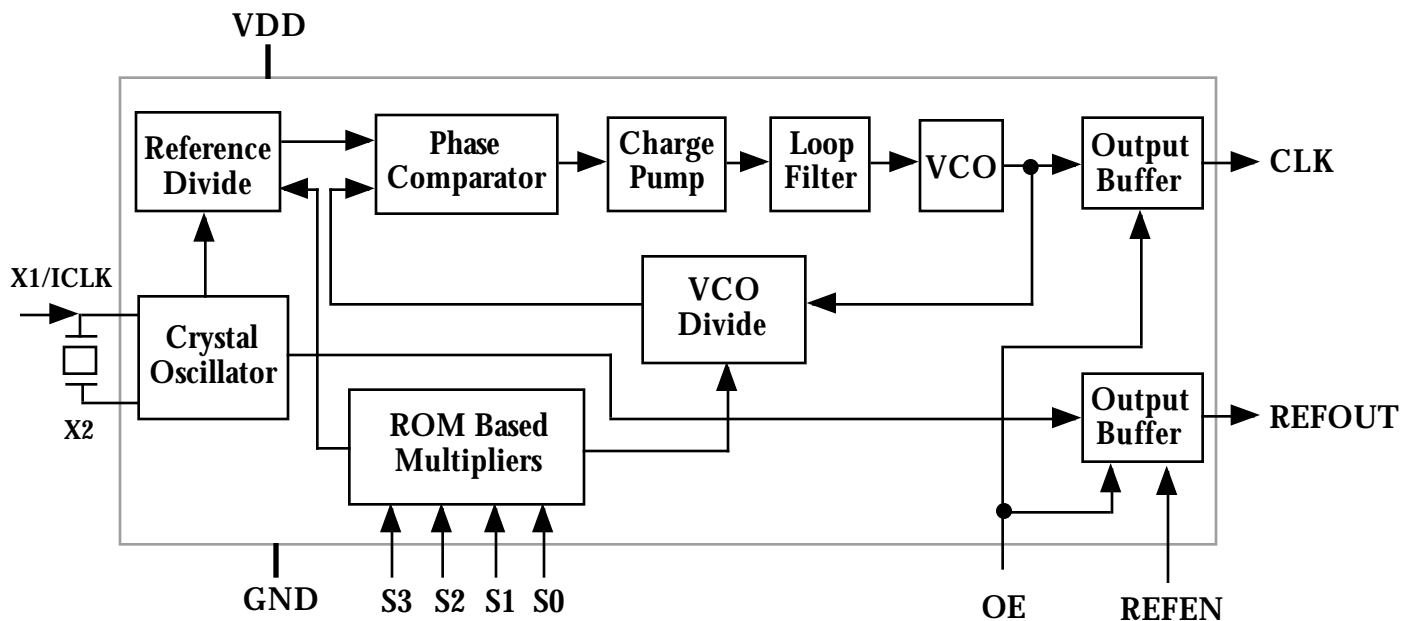 VDD
Reference
Divide
Phase
Comparator
Charge
Pump
Loop
Filter
VCO
Output
Buffer
CLK
X1/ICLK
Crystal
Oscillator
X2
VCO
Divide
ROM Based
Multipliers
Output
Buffer
REFOUT
GND
S3
S2
S1
S0
OE
REFEN